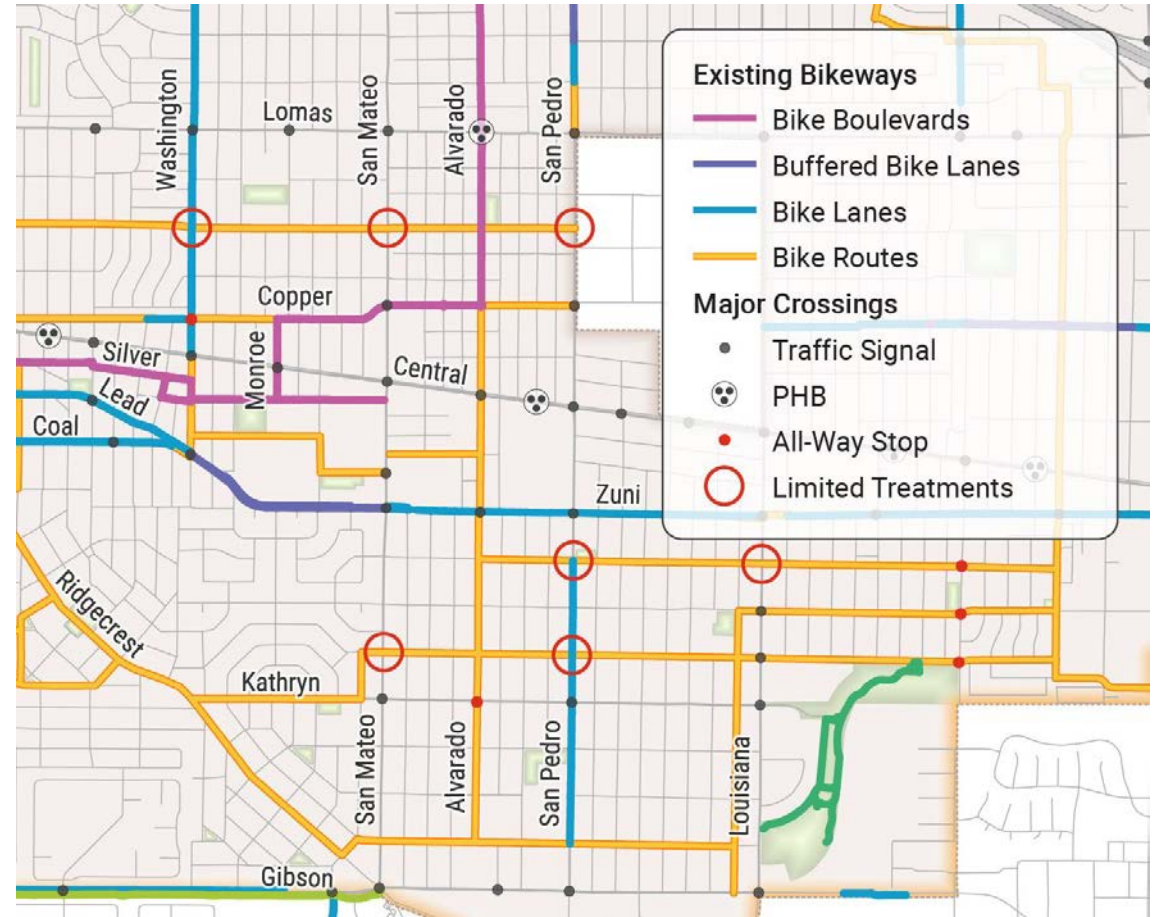 Washington
Lomas
San Mateo
Alvarado
San Pedro
Existing Bikeways
Bike Boulevards
Buffered Bike Lanes
Bike Lanes
Bike Routes
Major Crossings
Traffic Signal
PHB
All-Way Stop
Limited Treatments
Copper
Silver
Monroe
Central
Lead
Coal
Zuni
Ridgecrest
Kathryn
San Mateo
Alvarado
San Pedro
Louisiana
Gibson